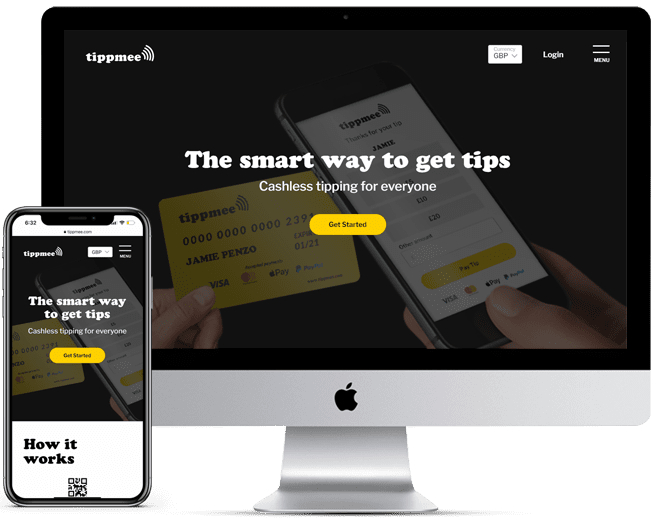 tippmee
Currency
GBP
Login
MENU
The smart way to get tips
Cashless tipping for everyone
Get Started
tippmee
Thanks for your tip
JAMIE
£10
£20
Other amount
Pay Tip
VISA
Pay
PayPal
tippmee
0000 0000 0000 2391
01/21
JAMIE PENZO
VISA
Pay
PayPal
6:32
tippmee.com
tippmee
GBP
MENU
The smart way
to get tips
Cashless tipping for everyone
Get Started
How it
works